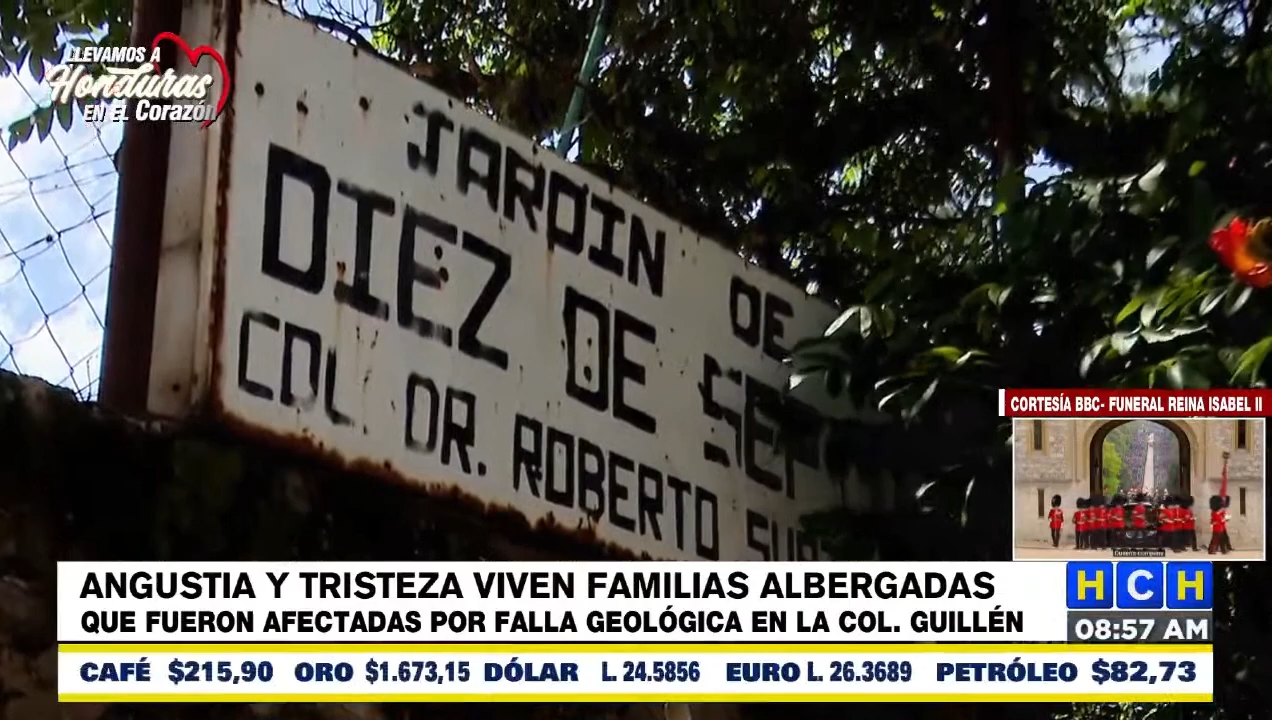 LLEVAMOS A
Honduras
EN EL Corazón
JARDIN DE
DIEZ DE SEP
COL. DR. ROBERTO
CORTESÍA BBC- FUNERAL REINA ISABEL II
ANGUSTIA Y TRISTEZA VIVEN FAMILIAS ALBERGADAS
QUE FUERON AFECTADAS POR FALLA GEOLÓGICA EN LA COL. GUILLÉN
HCH
08:57 AM
CAFÉ $215,90 ORO $1.673,15 DÓLAR L. 24.5856 EURO L. 26.3689 PETRÓLEO $82,73